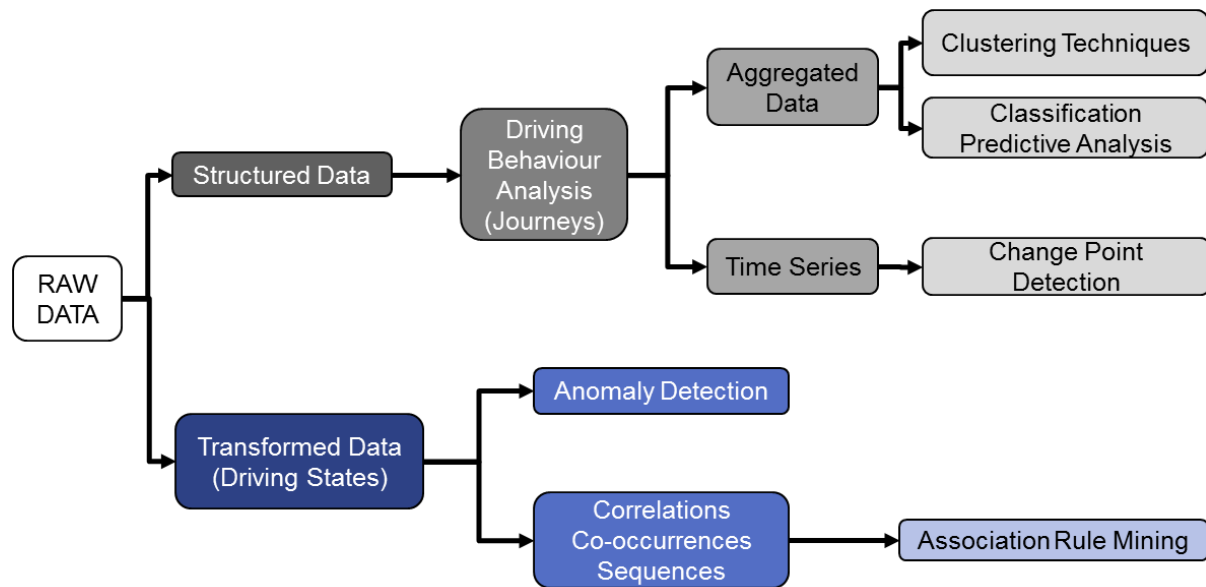 RAW
DATA
Structured Data
Driving
Behaviour
Analysis
(Journeys)
Aggregated
Data
Clustering Techniques
Classification
Predictive Analysis
Time Series
Change Point
Detection
Transformed Data
(Driving States)
Anomaly Detection
Correlations
Co-occurrences
Sequences
Association Rule Mining